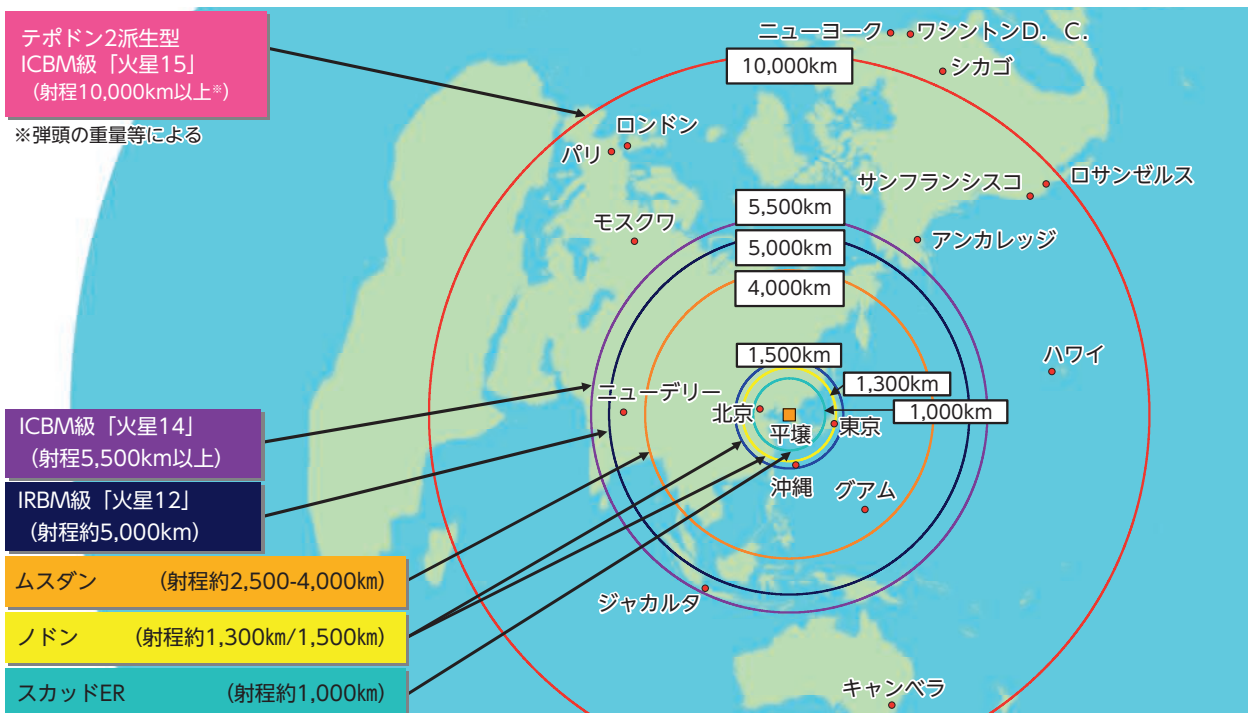 テポドン2派生型
ICBM級「火星15」
（射程10,000km以上※）
※弾頭の重量等による
ニューヨーク
ワシントンD．C．
10,000km
シカゴ
ロンドン
パリ
サンフランシスコ
ロサンゼルス
5,500km
モスクワ
アンカレッジ
5,000km
4,000km
1,500km
ハワイ
1,300km
ニューデリー
北京
1,000km
平壌
東京
ICBM級「火星14」
（射程5,500km以上）
沖縄
グアム
IRBM級「火星12」
（射程約5,000km）
ムスダン （射程約2,500-4,000km）
ジャカルタ
ノドン （射程約1,300km/1,500km）
スカッドER （射程約1,000km）
キャンベラ